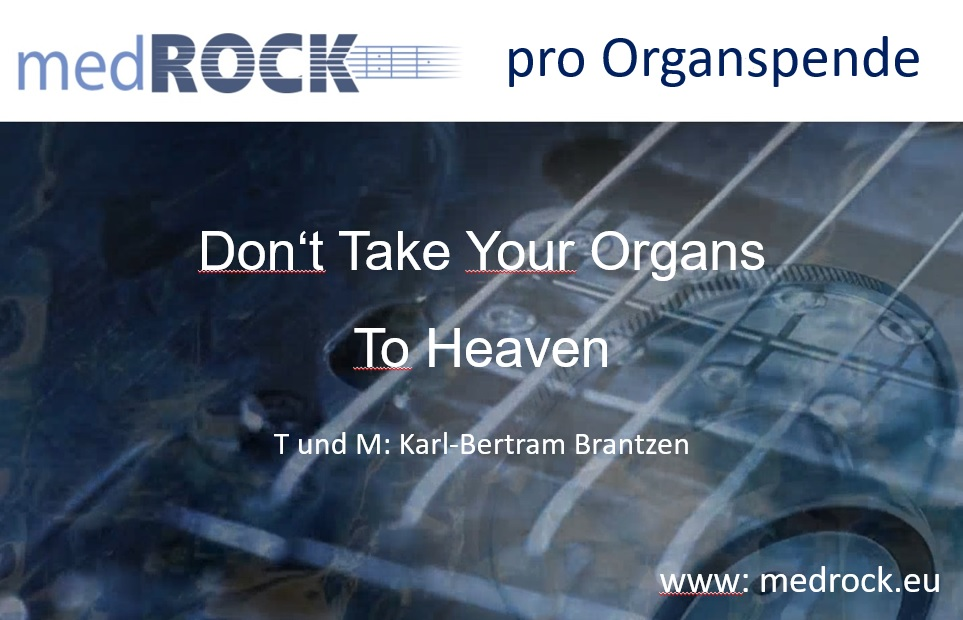 medROCK pro Organspende
Don‘t Take Your Organs
To Heaven
T und M: Karl-Bertram Brantzen
www: medrock.eu